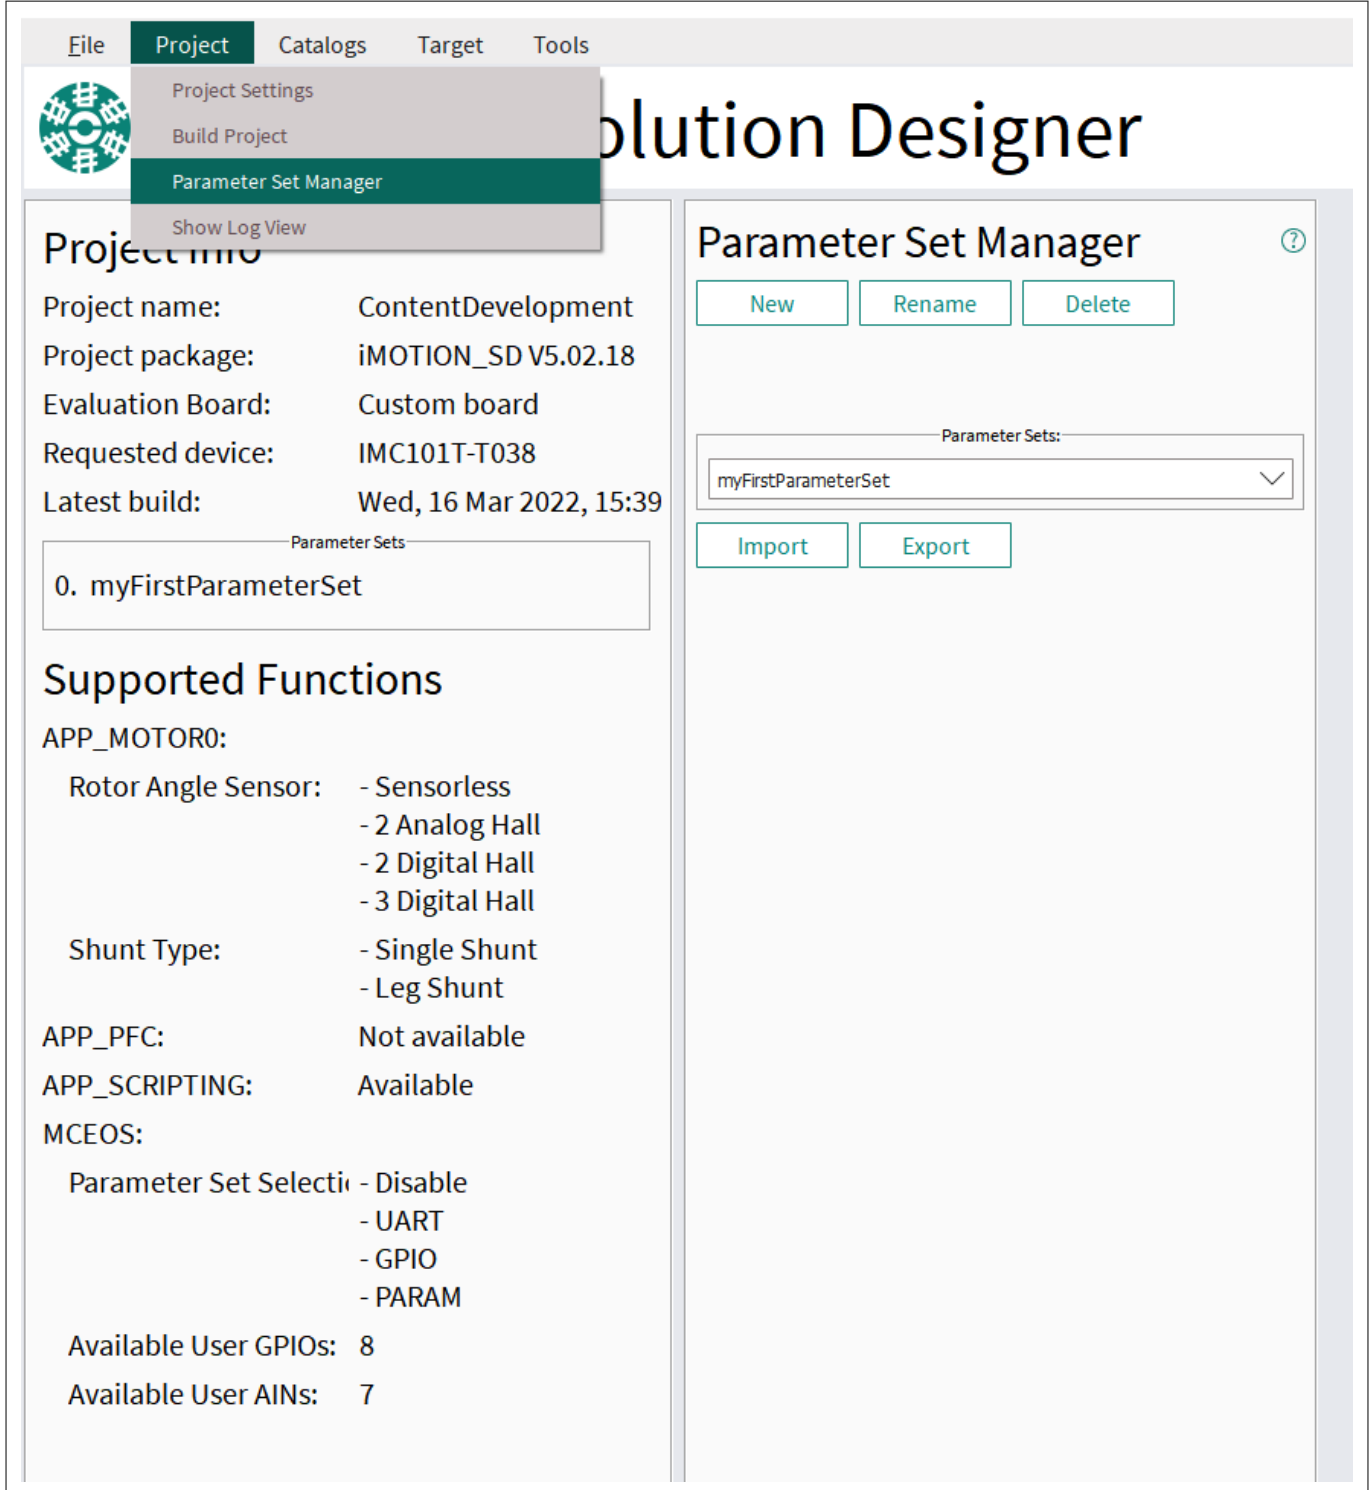 File Project Catalogs Target Tools
Project Settings
Build Project
Parameter Set Manager
Show Log View
olution Designer
Project Info
Project name: ContentDevelopment
Project package: iMOTION_SD V5.02.18
Evaluation Board: Custom board
Requested device: IMC101T-T038
Latest build: Wed, 16 Mar 2022, 15:39
Parameter Sets
0. myFirstParameterSet
Supported Functions
APP_MOTOR0:
Rotor Angle Sensor: - Sensorless
- 2 Analog Hall
- 2 Digital Hall
- 3 Digital Hall
Shunt Type: - Single Shunt
- Leg Shunt
APP_PFC: Not available
APP_SCRIPTING: Available
MCEOS:
Parameter Set Selecti - Disable
- UART
- GPIO
- PARAM
Available User GPIOs: 8
Available User AINs: 7
Parameter Set Manager ?
New Rename Delete
Parameter Sets:
myFirstParameterSet
Import Export